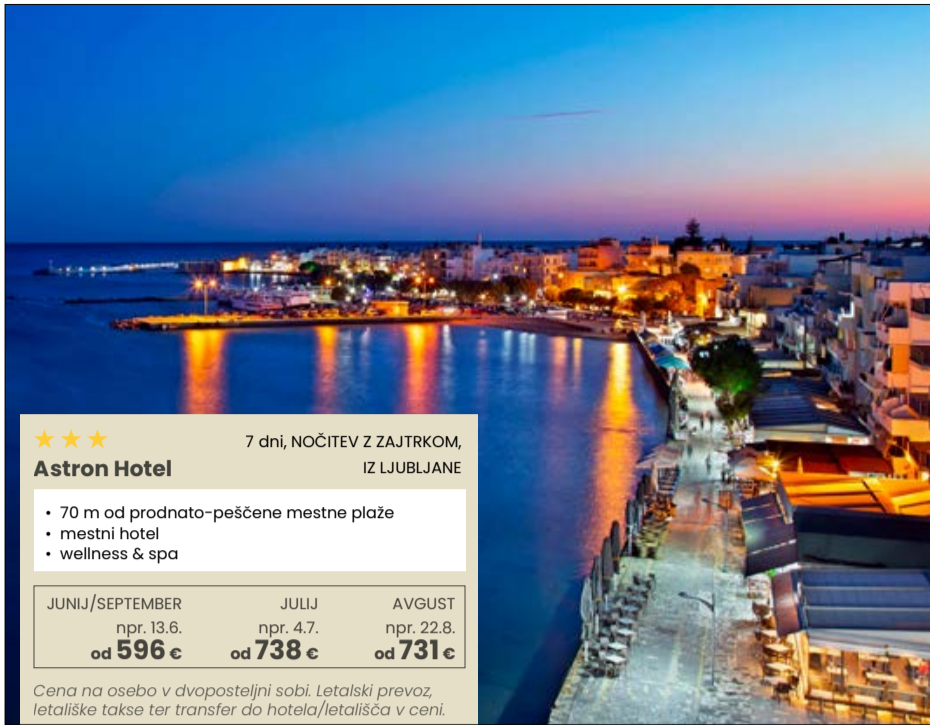 7 dni, NOČITEV Z ZAJTRKOM,
Astron Hotel
IZ LJUBLJANE
• 70 m od prodnato-peščene mestne plaže
• mestni hotel
• wellness & spa
JUNIJ/SEPTEMBER JULIJ AVGUST
npr. 13.6. npr. 4.7. npr. 22.8.
od 596 € od 738 € od 731 €
Cena na osebo v dvoposteljni sobi. Letalski prevoz,
letališke takse ter transfer do hotela/letališča v ceni.